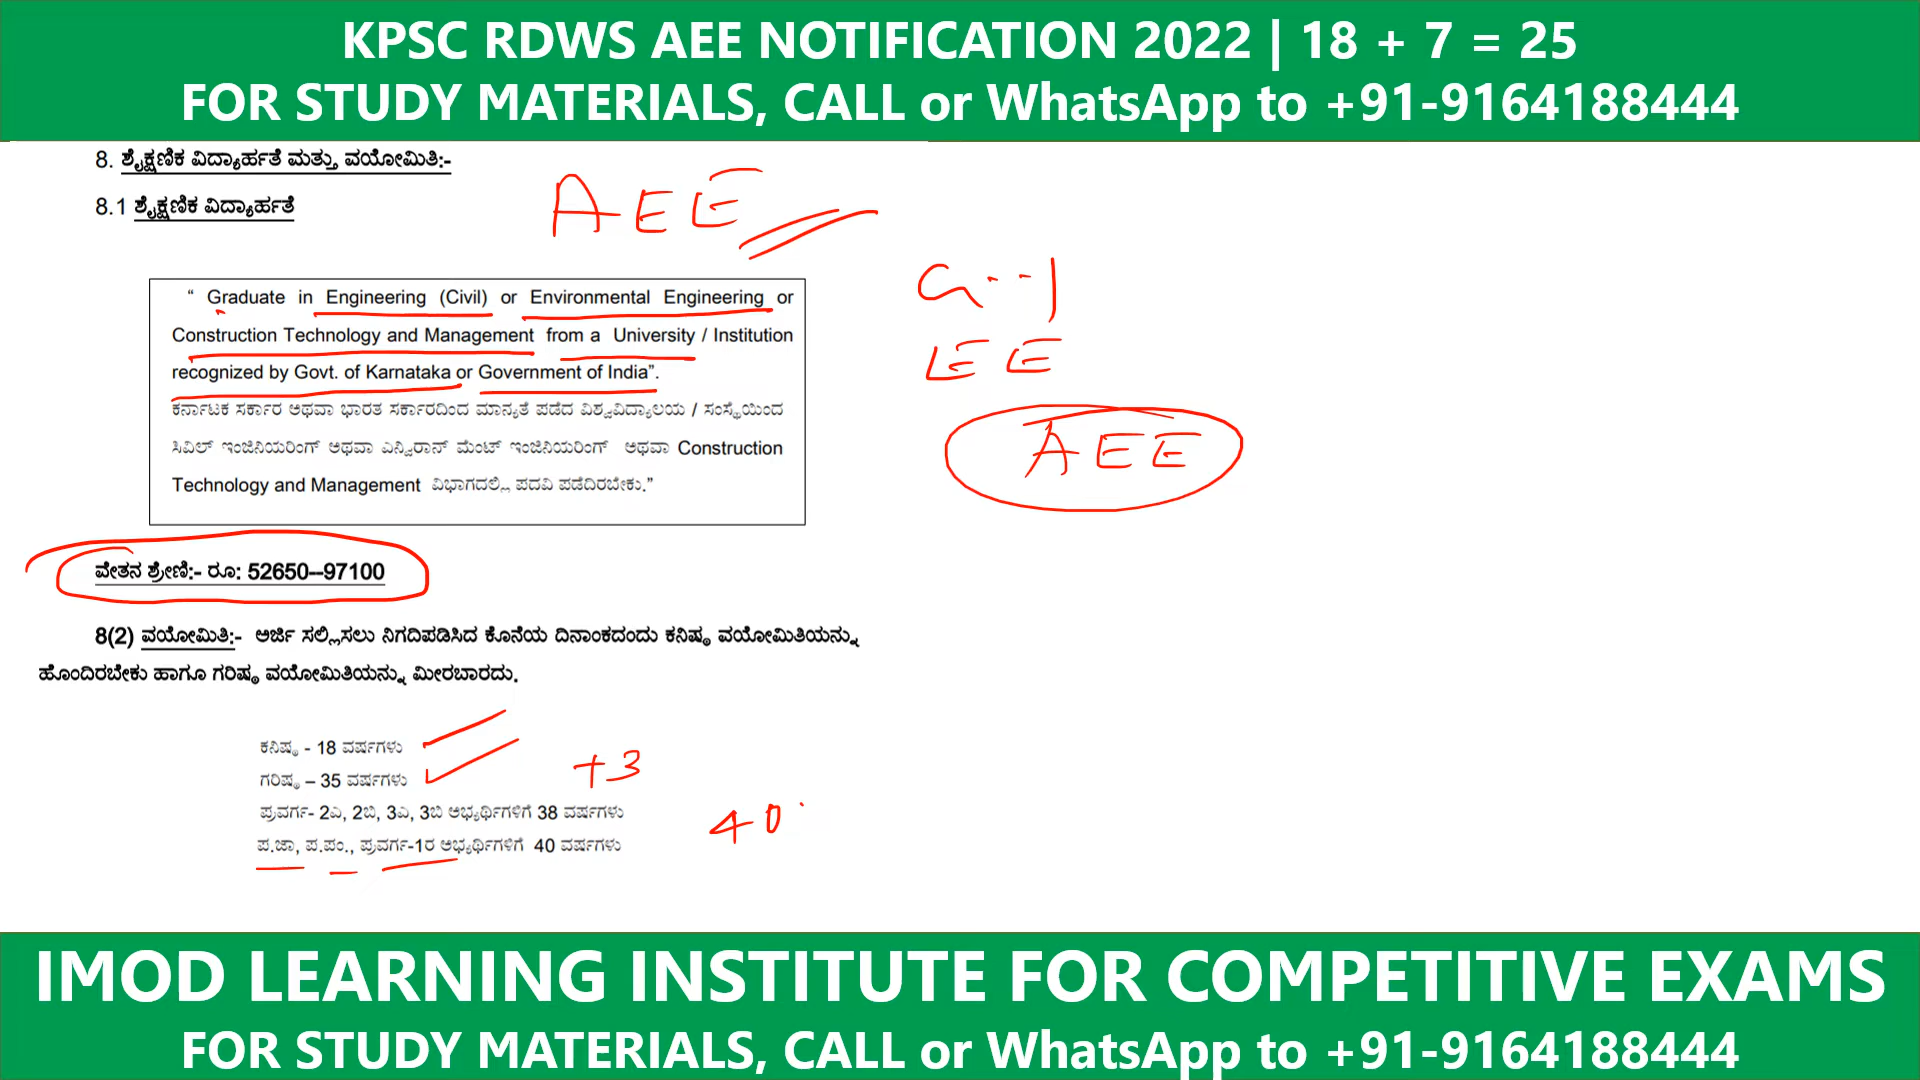 KPSC RDWS AEE NOTIFICATION 2022 | 18 + 7 = 25
FOR STUDY MATERIALS, CALL or WhatsApp to +91-9164188444
8. ಶೈಕ್ಷಣಿಕ ವಿದ್ಯಾರ್ಹತೆ ಮತ್ತು ವಯೋಮಿತಿ:-
8.1 ಶೈಕ್ಷಣಿಕ ವಿದ್ಯಾರ್ಹತೆ
AEE
“ Graduate in Engineering (Civil) or Environmental Engineering or
Construction Technology and Management from a University / Institution
recognized by Govt. of Karnataka or Government of India”.
ಕರ್ನಾಟಕ ಸರ್ಕಾರ ಅಥವಾ ಭಾರತ ಸರ್ಕಾರದಿಂದ ಮಾನ್ಯತೆ ಪಡೆದ ವಿಶ್ವವಿದ್ಯಾಲಯ / ಸಂಸ್ಥೆಯಿಂದ
ಸಿವಿಲ್ ಇಂಜಿನಿಯರಿಂಗ್ ಅಥವಾ ಎನ್ವಿರಾನ್ ಮೆಂಟ್ ಇಂಜಿನಿಯರಿಂಗ್ ಅಥವಾ Construction
Technology and Management ವಿಭಾಗದಲ್ಲಿ ಪದವಿ ಪಡೆದಿರಬೇಕು.”
G--1
EE
AEE
ವೇತನ ಶ್ರೇಣಿ:- ರೂ: 52650--97100
8(2) ವಯೋಮಿತಿ:- ಅರ್ಜಿ ಸಲ್ಲಿಸಲು ನಿಗದಿಪಡಿಸಿದ ಕೊನೆಯ ದಿನಾಂಕದಂದು ಕನಿಷ್ಠ ವಯೋಮಿತಿಯನ್ನು
ಹೊಂದಿರಬೇಕು ಹಾಗೂ ಗರಿಷ್ಠ ವಯೋಮಿತಿಯನ್ನು ಮೀರಬಾರದು.
ಕನಿಷ್ಠ - 18 ವರ್ಷಗಳು
ಗರಿಷ್ಠ – 35 ವರ್ಷಗಳು
+3
ಪ್ರವರ್ಗ- 2ಎ, 2ಬಿ, 3ಎ, 3ಬಿ ಅಭ್ಯರ್ಥಿಗಳಿಗೆ 38 ವರ್ಷಗಳು
40
ಪ.ಜಾ, ಪ.ಪಂ., ಪ್ರವರ್ಗ-1ರ ಅಭ್ಯರ್ಥಿಗಳಿಗೆ 40 ವರ್ಷಗಳು
IMOD LEARNING INSTITUTE FOR COMPETITIVE EXAMS
FOR STUDY MATERIALS, CALL or WhatsApp to +91-9164188444